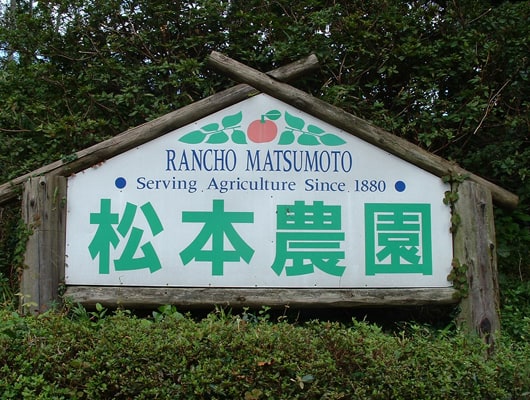 RANCHO MATSUMOTO
• Serving Agriculture Since 1880 •
松本農園